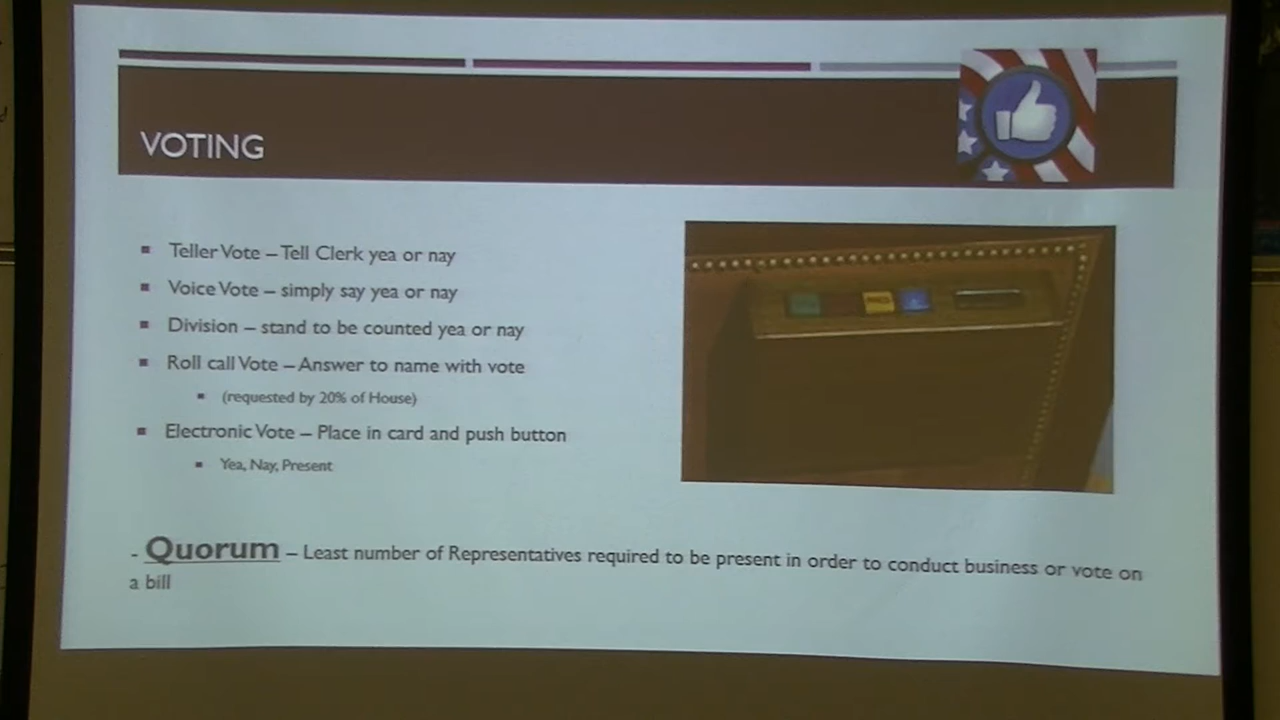 VOTING
Teller Vote – Tell Clerk yea or nay
Voice Vote – simply say yea or nay
Division – stand to be counted yea or nay
Roll call Vote – Answer to name with vote
(requested by 20% of House)
Electronic Vote – Place in card and push button
Yea, Nay, Present
- Quorum – Least number of Representatives required to be present in order to conduct business or vote on
a bill